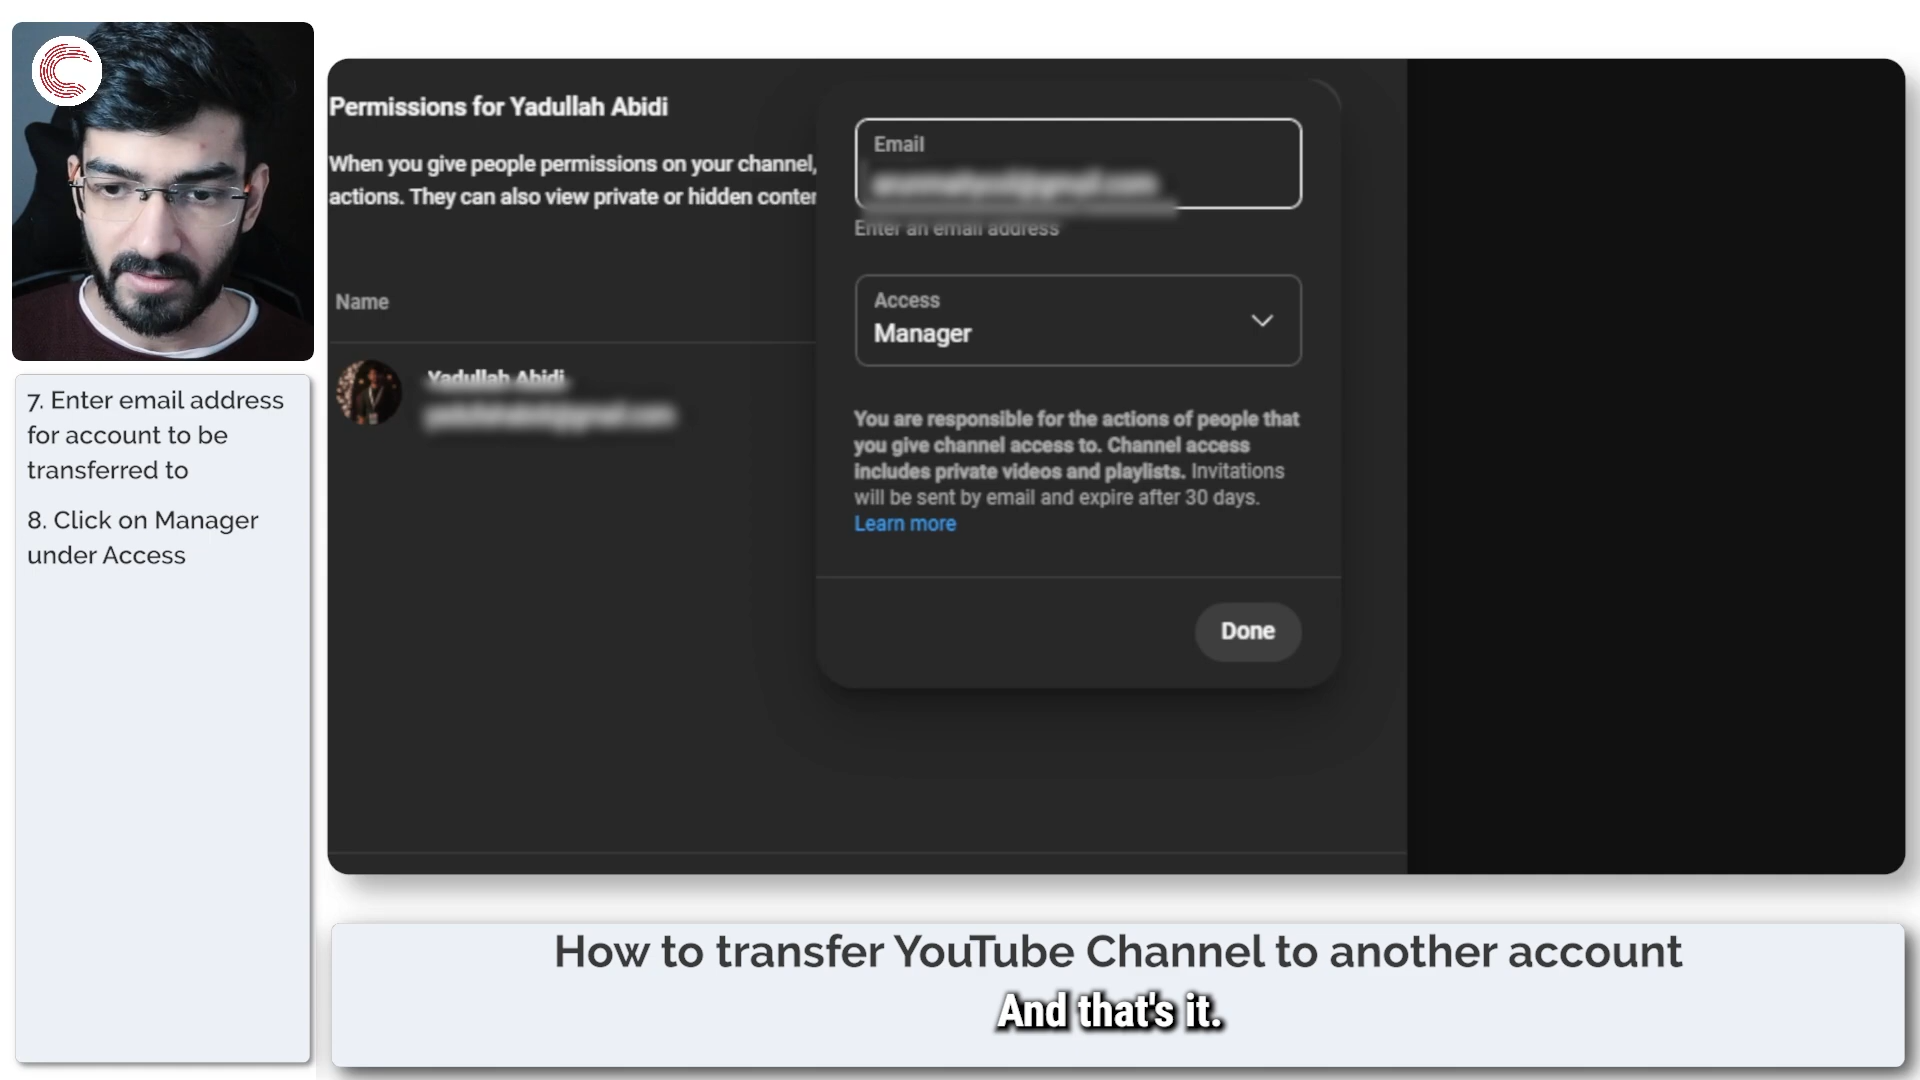 Permissions for Yadullah Abidi
When you give people permissions on your channel,
actions. They can also view private or hidden conter
Name
Yadullah Abidi
Email
Enter an email address
Access
Manager
You are responsible for the actions of people that
you give channel access to. Channel access
includes private videos and playlists. Invitations
will be sent by email and expire after 30 days.
Learn more
Done
7. Enter email address
for account to be
transferred to
8. Click on Manager
under Access
How to transfer YouTube Channel to another account
And that's it.